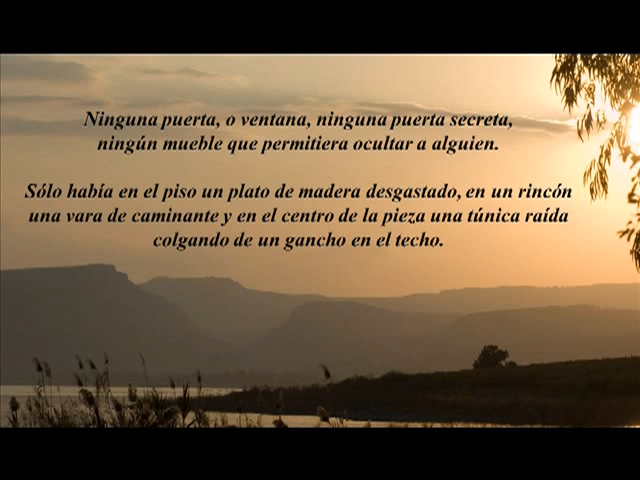 Ninguna puerta, o ventana, ninguna puerta secreta,
ningún mueble que permitiera ocultar a alguien.
Sólo había en el piso un plato de madera desgastado, en un rincón
una vara de caminante y en el centro de la pieza una túnica raída
colgando de un gancho en el techo.